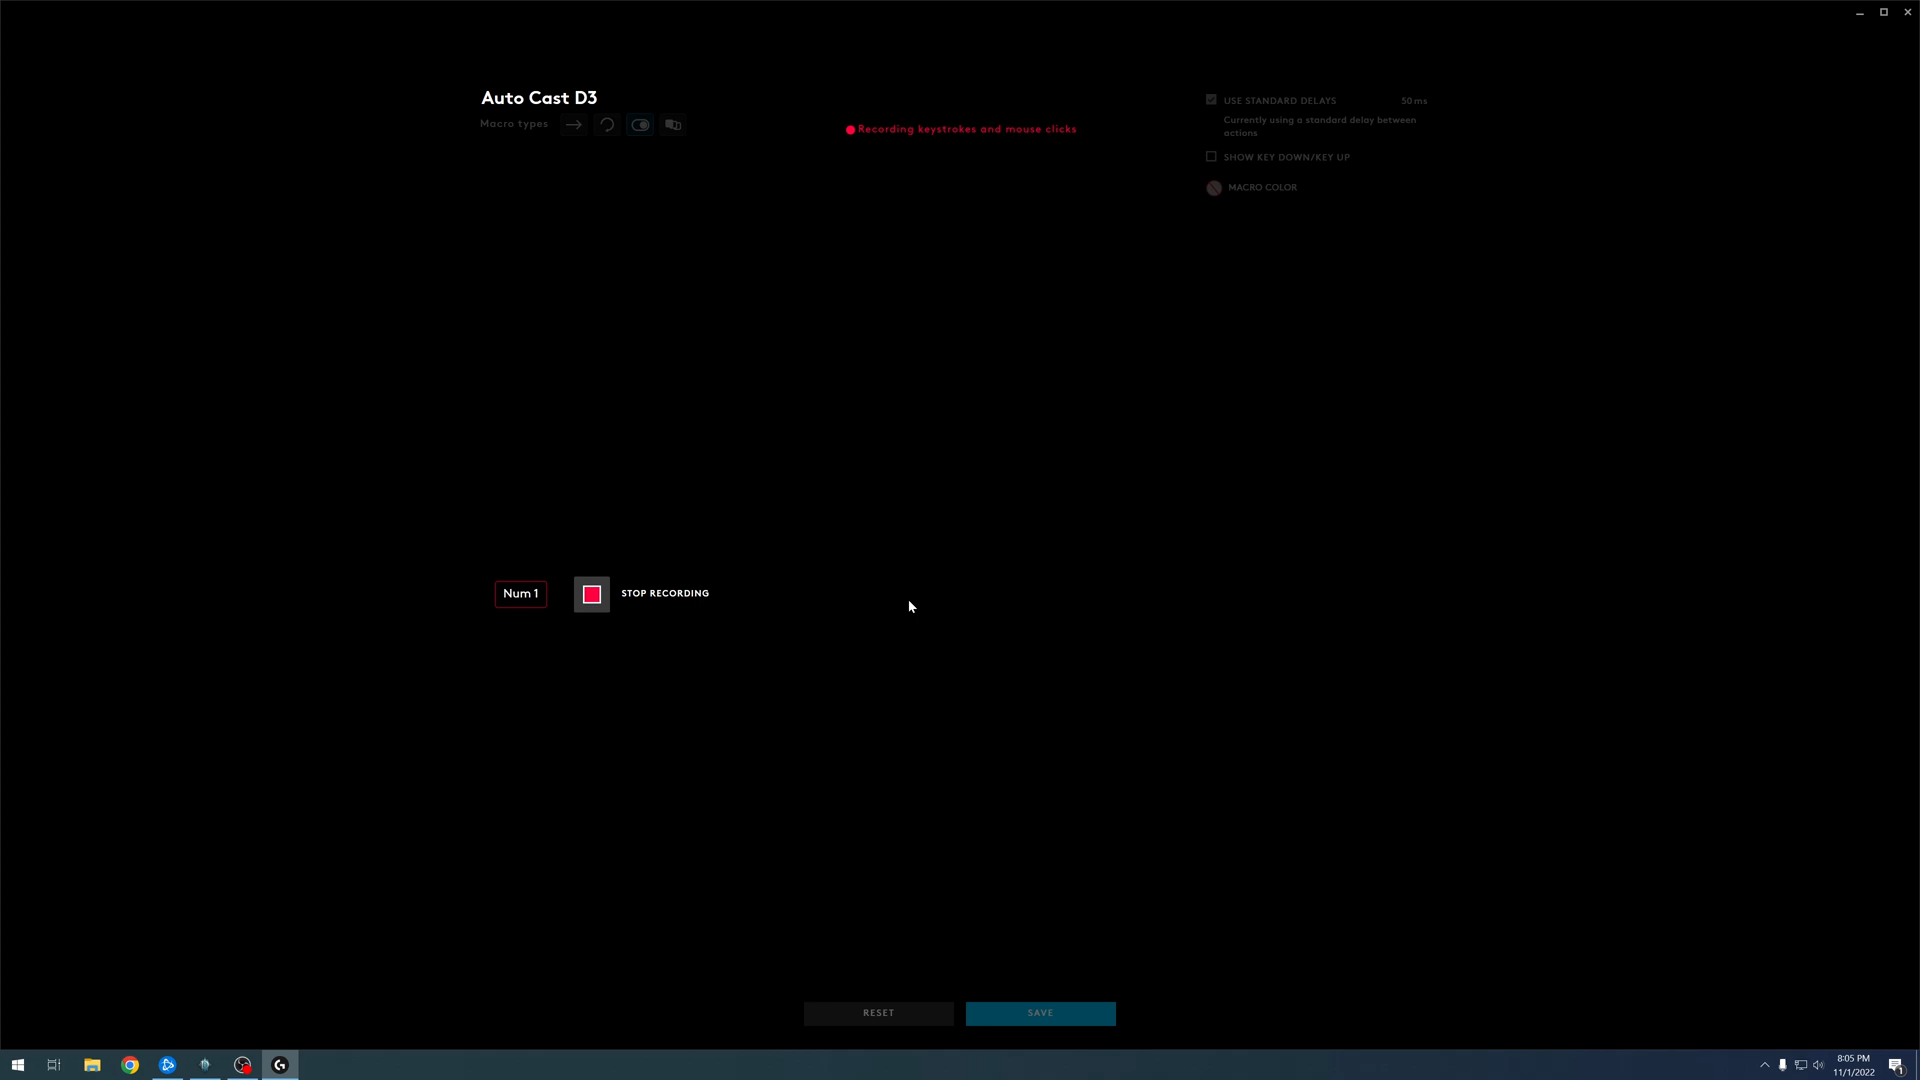 Auto Cast D3
Macro types
Recording keystrokes and mouse clicks
USE STANDARD DELAYS 50 ms
Currently using a standard delay between
actions
SHOW KEY DOWN/KEY UP
MACRO COLOR
Num 1
STOP RECORDING
RESET
SAVE
8:05 PM
11/1/2022
1